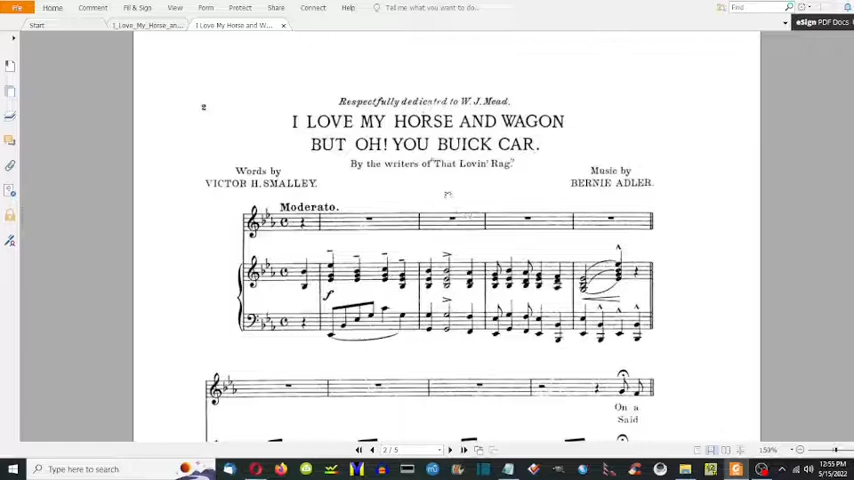 File Home Comment Fill & Sign View Form Protect Share Connect Help Tell me what you want to do... Find
Start I_Love_My_Horse_an... I Love My Horse and W...
eSign PDF Docs
2
Respectfully dedicated to W. J. Mead.
I LOVE MY HORSE AND WAGON
BUT OH! YOU BUICK CAR.
By the writers of "That Lovin' Rag."
Words by
VICTOR H. SMALLEY.
Music by
BERNIE ADLER.
Moderato.
f
On a
Said
2 / 5
150%
Type here to search
12:55 PM
5/15/2022